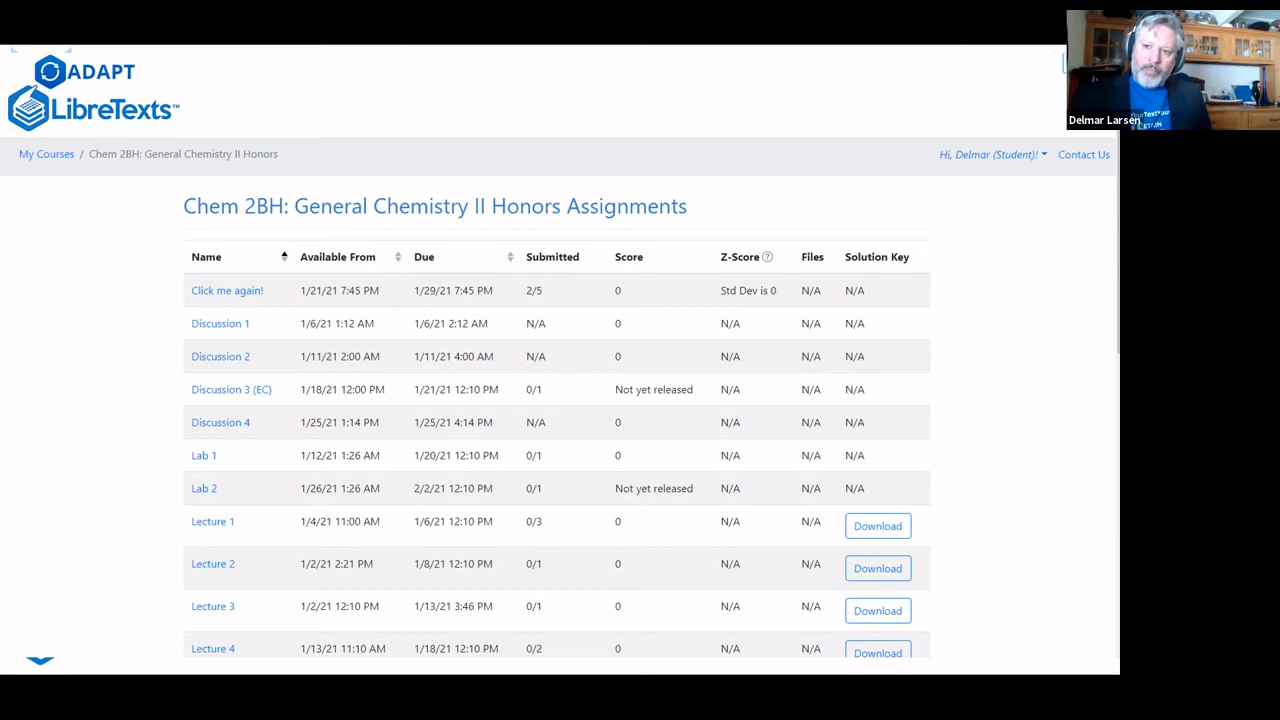 ADAPT
LibreTexts™
Delmar Larsen
My Courses / Chem 2BH: General Chemistry II Honors
Hi, Delmar (Student)! Contact Us
Chem 2BH: General Chemistry II Honors Assignments
Name Available From Due Submitted Score Z-Score Files Solution Key
Click me again! 1/21/21 7:45 PM 1/29/21 7:45 PM 2/5 0 Std Dev is 0 N/A N/A
Discussion 1 1/6/21 1:12 AM 1/6/21 2:12 AM N/A 0 N/A N/A N/A
Discussion 2 1/11/21 2:00 AM 1/11/21 4:00 AM N/A 0 N/A N/A N/A
Discussion 3 (EC) 1/18/21 12:00 PM 1/21/21 12:10 PM 0/1 Not yet released N/A N/A N/A
Discussion 4 1/25/21 1:14 PM 1/25/21 4:14 PM N/A 0 N/A N/A N/A
Lab 1 1/12/21 1:26 AM 1/20/21 12:10 PM 0/1 0 N/A N/A N/A
Lab 2 1/26/21 1:26 AM 2/2/21 12:10 PM 0/1 Not yet released N/A N/A N/A
Lecture 1 1/4/21 11:00 AM 1/6/21 12:10 PM 0/3 0 N/A N/A Download
Lecture 2 1/2/21 2:21 PM 1/8/21 12:10 PM 0/1 0 N/A N/A Download
Lecture 3 1/2/21 12:10 PM 1/13/21 3:46 PM 0/1 0 N/A N/A Download
Lecture 4 1/13/21 11:10 AM 1/18/21 12:10 PM 0/2 0 N/A N/A Download